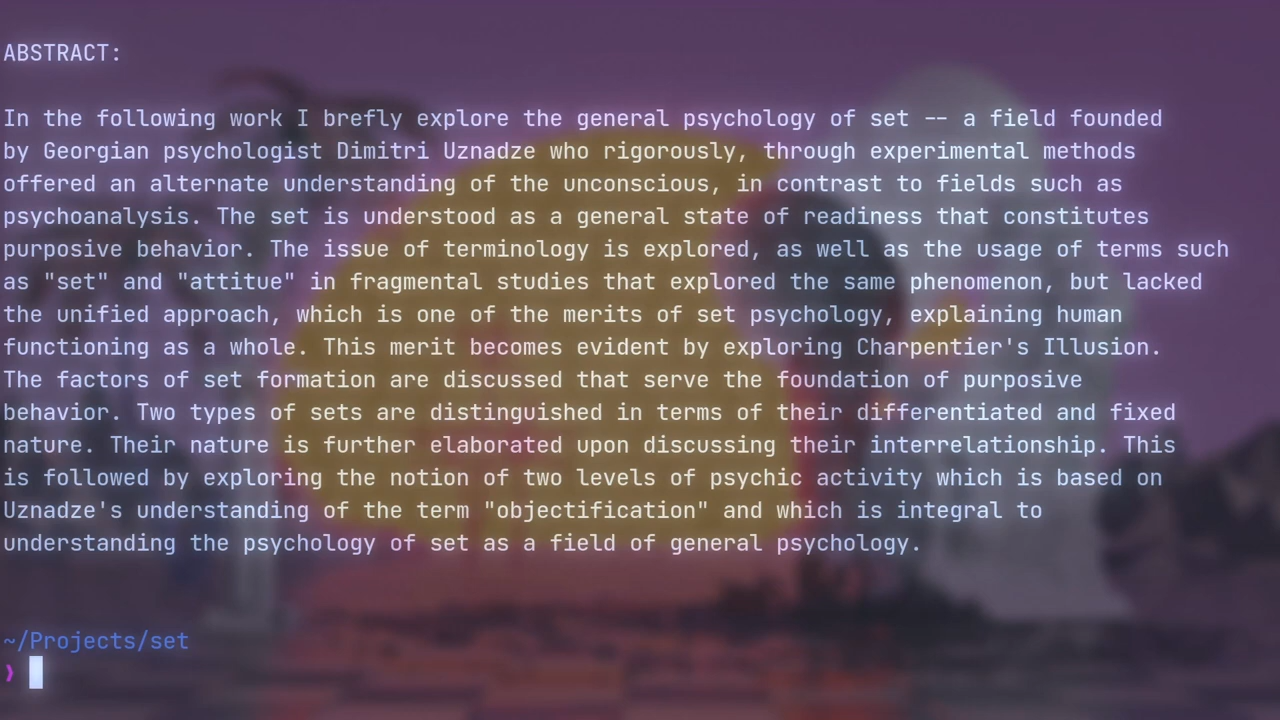 ABSTRACT:
In the following work I brefly explore the general psychology of set -- a field founded
by Georgian psychologist Dimitri Uznadze who rigorously, through experimental methods
offered an alternate understanding of the unconscious, in contrast to fields such as
psychoanalysis. The set is understood as a general state of readiness that constitutes
purposive behavior. The issue of terminology is explored, as well as the usage of terms such
as "set" and "attitue" in fragmental studies that explored the same phenomenon, but lacked
the unified approach, which is one of the merits of set psychology, explaining human
functioning as a whole. This merit becomes evident by exploring Charpentier's Illusion.
The factors of set formation are discussed that serve the foundation of purposive
behavior. Two types of sets are distinguished in terms of their differentiated and fixed
nature. Their nature is further elaborated upon discussing their interrelationship. This
is followed by exploring the notion of two levels of psychic activity which is based on
Uznadze's understanding of the term "objectification" and which is integral to
understanding the psychology of set as a field of general psychology.
~/Projects/set
❯